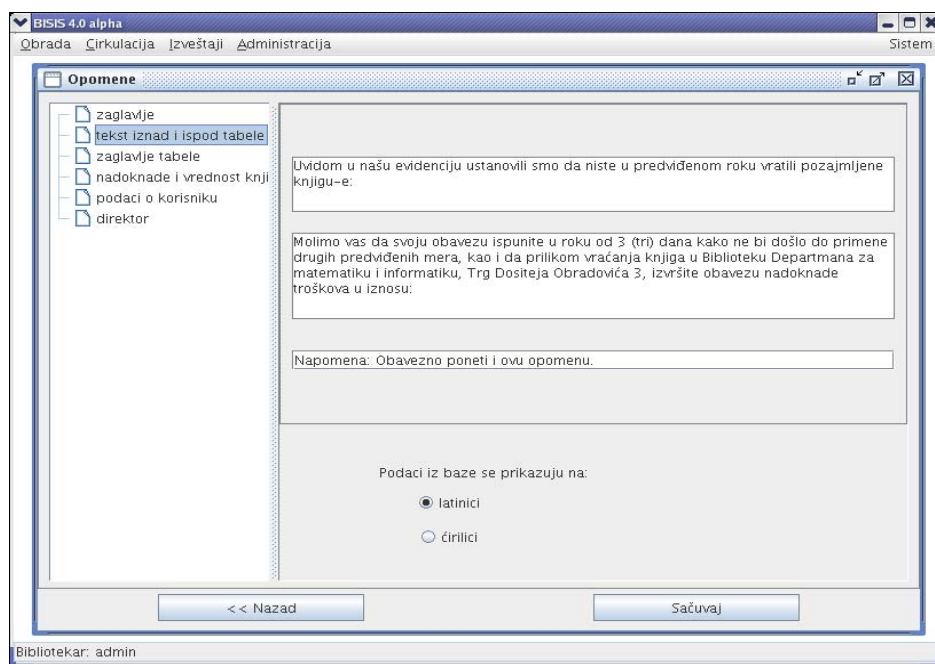 BISIS 4.0 alpha
Obrada Cirkulacija Izveštaji Administracija Sistem
Opomene
zaglavlje
tekst iznad i ispod tabele
zaglavlje tabele
nadoknade i vrednost knji
podaci o korisniku
direktor
Uvidom u našu evidenciju ustanovili smo da niste u predviđenom roku vratili pozajmljene
knjigu-e:
Molimo vas da svoju obavezu ispunite u roku od 3 (tri) dana kako ne bi došlo do primene
drugih predviđenih mera, kao i da prilikom vraćanja knjiga u Biblioteku Departmana za
matematiku i informatiku, Trg Dositeja Obradovića 3, izvršite obavezu nadoknade
troškova u iznosu:
Napomena: Obavezno poneti i ovu opomenu.
Podaci iz baze se prikazuju na:
latinici
ćirilici
<< Nazad
Sačuvaj
Bibliotekar: admin